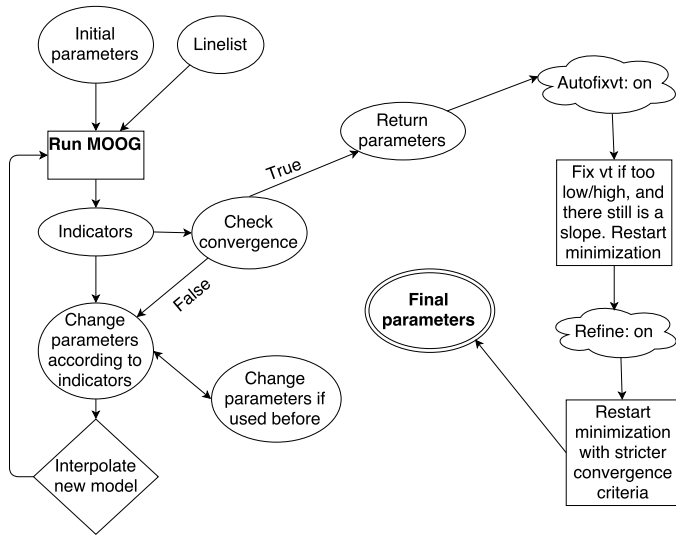 Initial
parameters
Linelist
Run MOOG
Indicators
Check
convergence
True
False
Change
parameters
according to
indicators
Change
parameters if
used before
Interpolate
new model
Return
parameters
Autofixvt: on
Fix vt if too
low/high, and
there still is a
slope. Restart
minimization
Refine: on
Restart
minimization
with stricter
convergence
criteria
Final
parameters